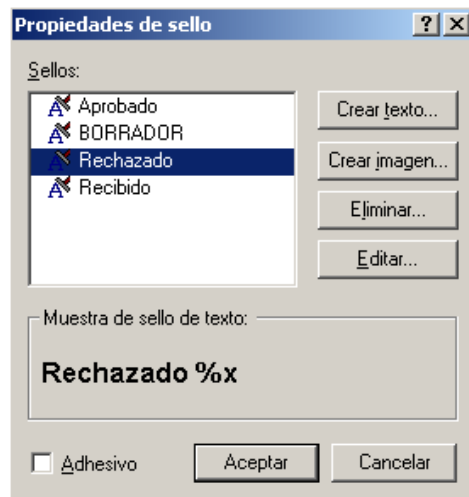 Propiedades de sello
Sellos:
Aprobado
BORRADOR
Rechazado
Recibido
Crear texto...
Crear imagen...
Eliminar...
Editar...
Muestra de sello de texto:
Rechazado %x
Adhesivo
Aceptar
Cancelar